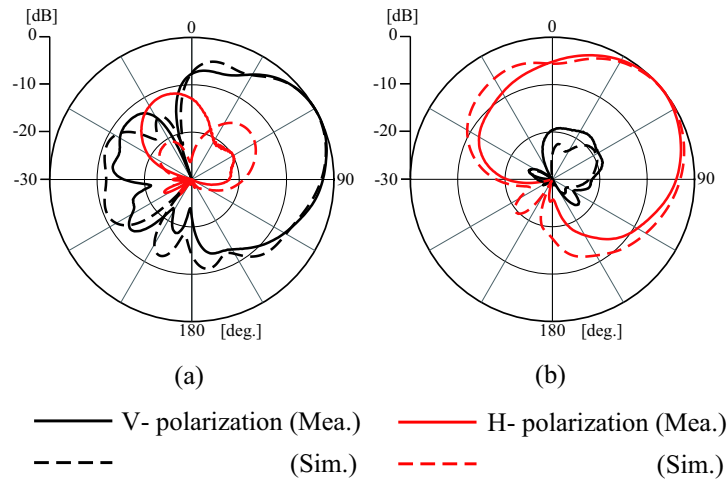 [dB] 0 [dB] 0
0 0
-10 -10
-20 -20
-30 90 -30 90
180 [deg.] 180 [deg.]
(a) (b)
V- polarization (Mea.) H- polarization (Mea.)
(Sim.) (Sim.)